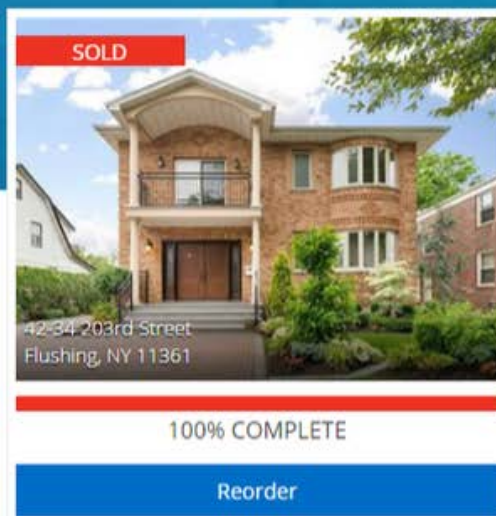 SOLD
42-34 203rd Street
Flushing, NY 11361
100% COMPLETE
Reorder